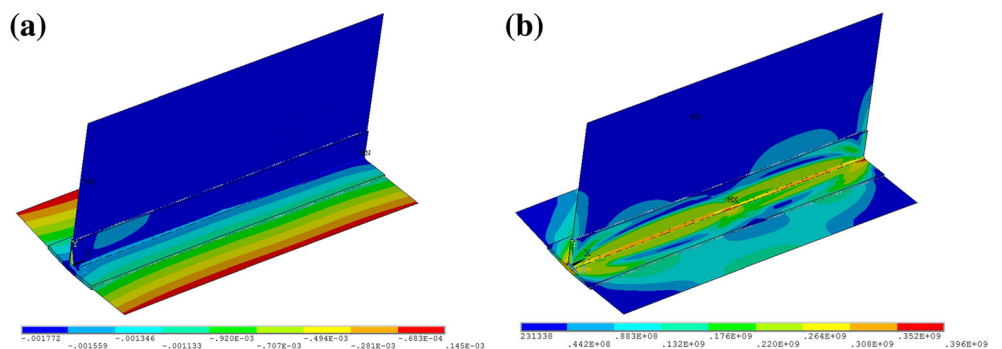 (a)
(b)
MX
MN
Y
X
MX
Y
-.001772 -.001346 -.920E-03 -.494E-03 -.683E-04
-.001559 -.001133 -.707E-03 -.281E-03 .145E-03
231338 .883E+08 .176E+09 .264E+09 .352E+09
.442E+08 .132E+09 .220E+09 .308E+09 .396E+09